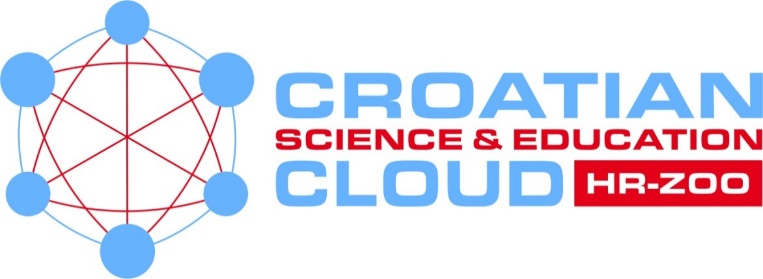 CROATIAN
SCIENCE & EDUCATION
CLOUD HR-ZOO